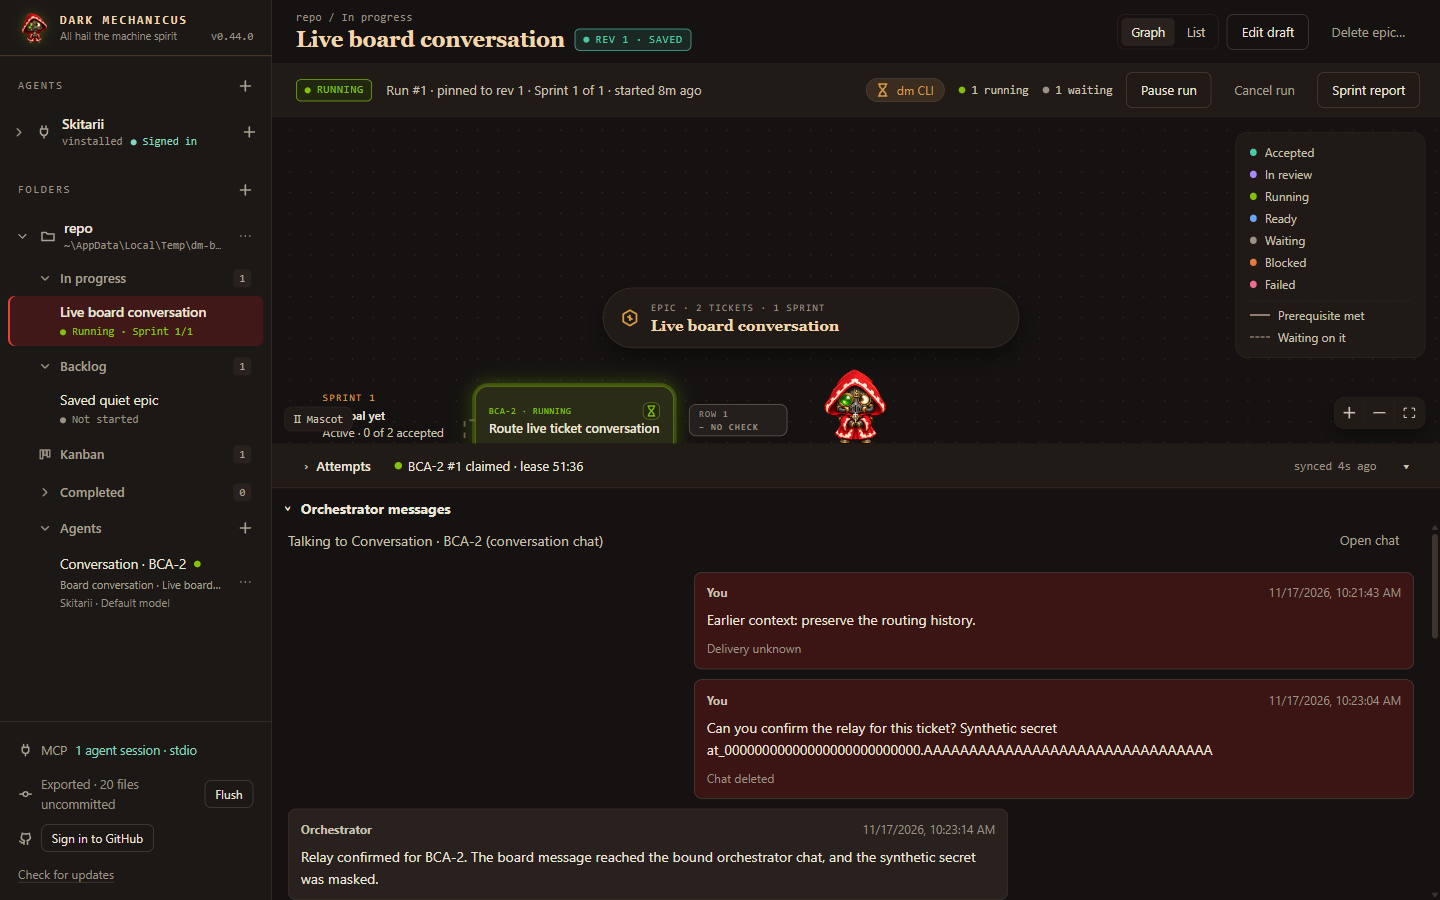 DARK MECHANICUS
All hail the machine spirit
v0.44.0
AGENTS
Skitarii
vinstalled
Signed in
FOLDERS
repo
~\AppData\Local\Temp\dm-b…
In progress
1
Live board conversation
Running · Sprint 1/1
Backlog
1
Saved quiet epic
Not started
Kanban
1
Completed
0
Agents
Conversation · BCA-2
Board conversation · Live board…
Skitarii · Default model
MCP 1 agent session · stdio
Exported · 20 files
uncommitted
Flush
Sign in to GitHub
Check for updates
repo / In progress
Live board conversation
REV 1 · SAVED
Graph
List
Edit draft
Delete epic…
RUNNING
Run #1 · pinned to rev 1 · Sprint 1 of 1 · started 8m ago
dm CLI
1 running
1 waiting
Pause run
Cancel run
Sprint report
Accepted
In review
Running
Ready
Waiting
Blocked
Failed
Prerequisite met
Waiting on it
EPIC · 2 TICKETS · 1 SPRINT
Live board conversation
SPRINT 1
Mascot
yet
Active · 0 of 2 accepted
BCA-2 · RUNNING
Route live ticket conversation
ROW 1
– NO CHECK
Attempts
BCA-2 #1 claimed · lease 51:36
synced 4s ago
Orchestrator messages
Talking to Conversation · BCA-2 (conversation chat)
Open chat
You
11/17/2026, 10:21:43 AM
Earlier context: preserve the routing history.
Delivery unknown
You
11/17/2026, 10:23:04 AM
Can you confirm the relay for this ticket? Synthetic secret
at_00000000000000000000000000.AAAAAAAAAAAAAAAAAAAAAAAAAAAAAAAA
Chat deleted
Orchestrator
11/17/2026, 10:23:14 AM
Relay confirmed for BCA-2. The board message reached the bound orchestrator chat, and the synthetic secret
was masked.